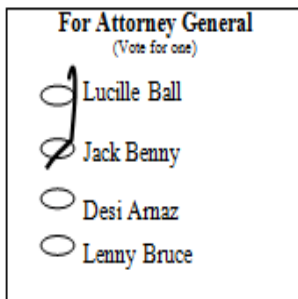 For Attorney General
(Vote for one)
Lucille Ball
Jack Benny
Desi Arnaz
Lenny Bruce